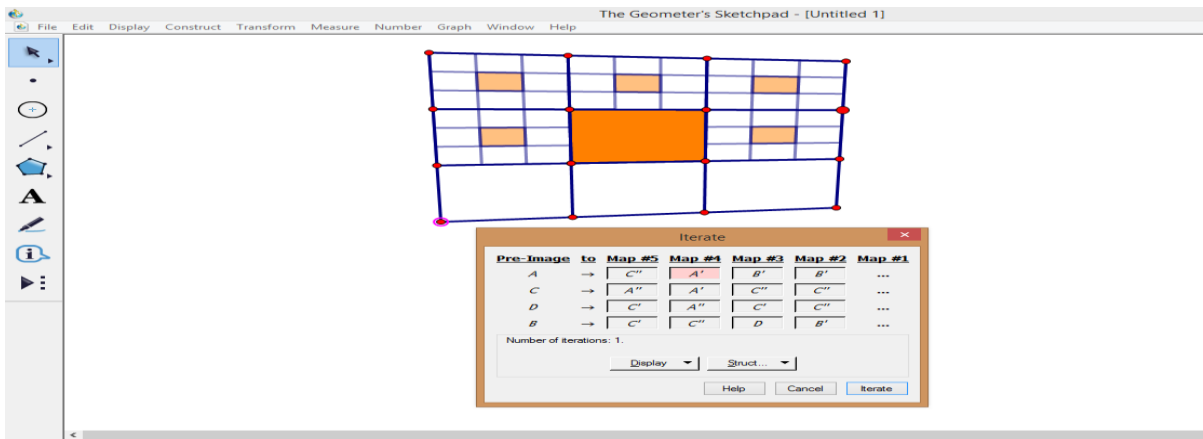 The Geometer's Sketchpad - [Untitled 1]
File Edit Display Construct Transform Measure Number Graph Window Help
A
Iterate
Pre-Image to Map #5 Map #4 Map #3 Map #2 Map #1
A → C'' A' B' B' ...
C → A'' A' C'' C'' ...
D → C' A'' C' C'' ...
B → C' C'' D B' ...
Number of iterations: 1.
Display Struct...
Help Cancel Iterate